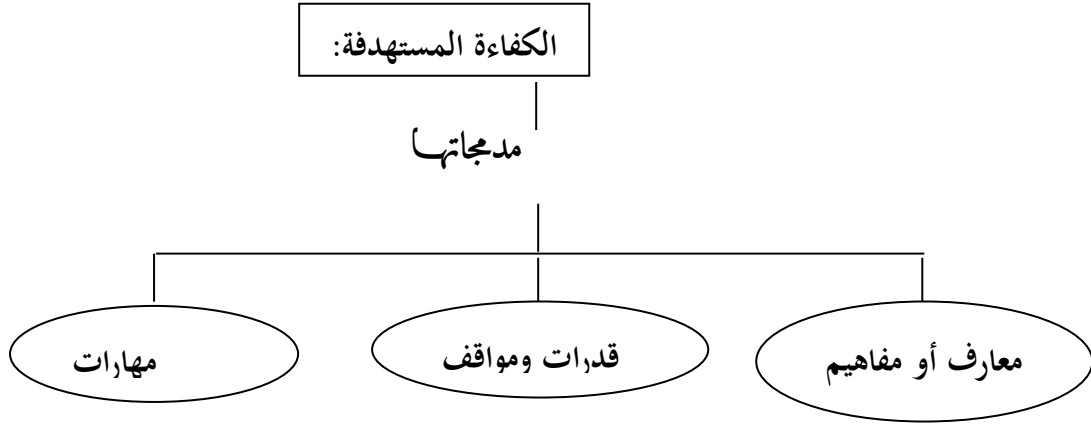 الكفاءة المستهدفة:
مدمجاتها
معارف أو مفاهيم
قدرات ومواقف
مهارات